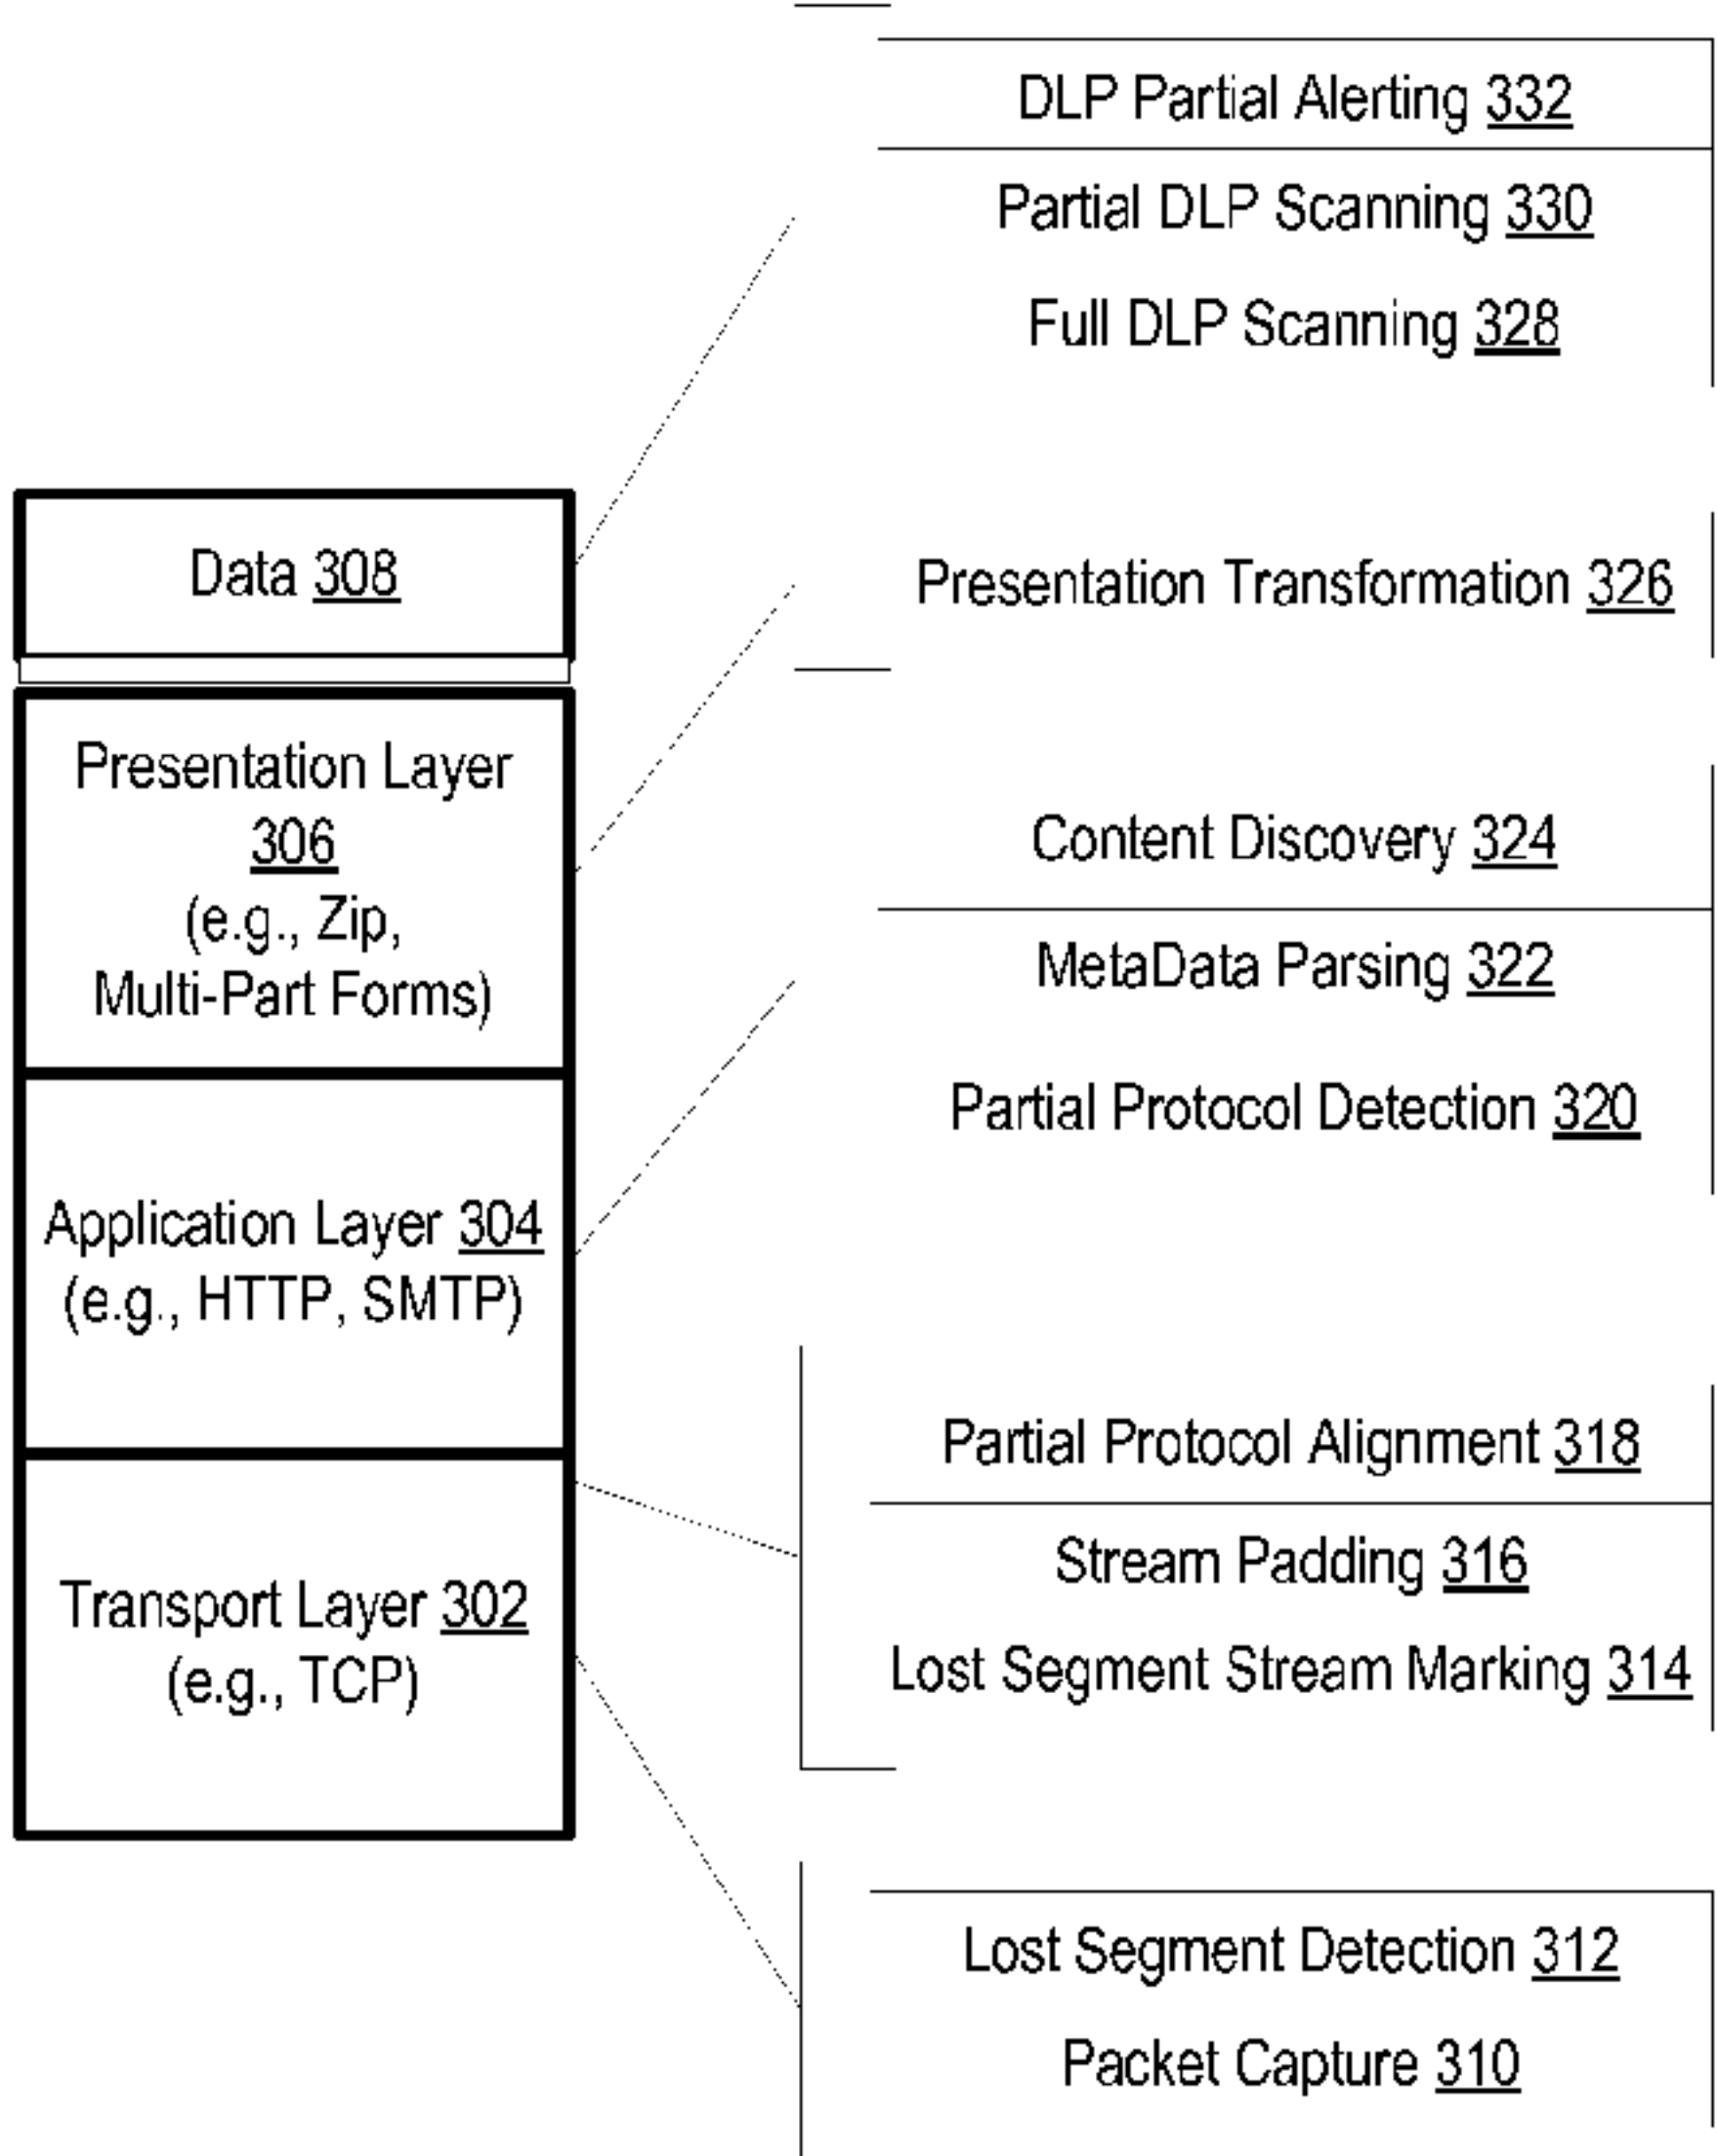 DLP Partial Alerting 332
Partial DLP Scanning 330
Full DLP Scanning 328
Data 308
Presentation Transformation 326
Presentation Layer
306
(e.g., Zip,
Multi-Part Forms)
Content Discovery 324
MetaData Parsing 322
Partial Protocol Detection 320
Application Layer 304
(e.g., HTTP, SMTP)
Partial Protocol Alignment 318
Stream Padding 316
Lost Segment Stream Marking 314
Transport Layer 302
(e.g., TCP)
Lost Segment Detection 312
Packet Capture 310